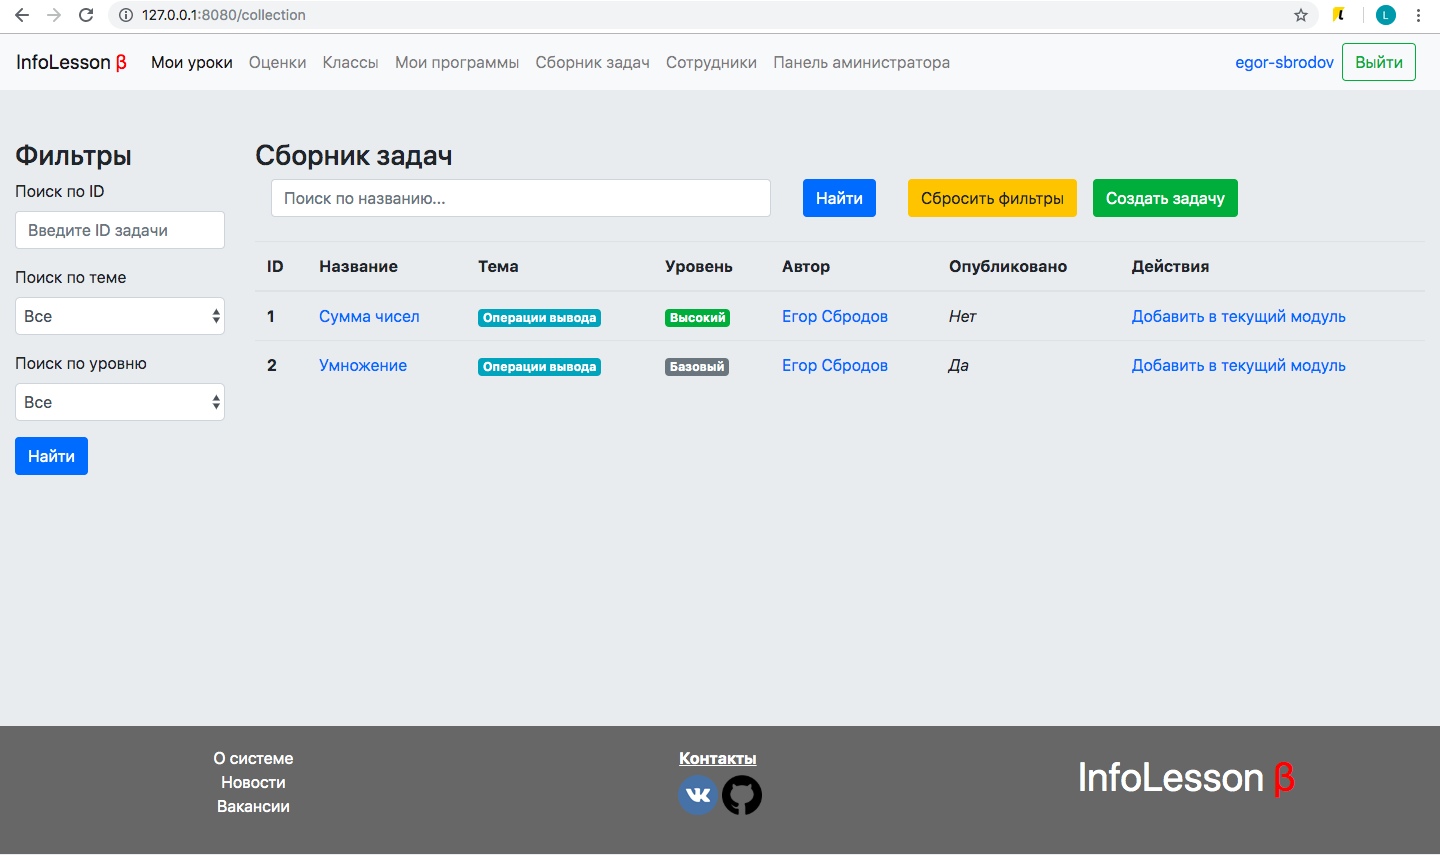 127.0.0.1:8080/collection
L
InfoLesson β Мои уроки Оценки Классы Мои программы Сборник задач Сотрудники Панель аминистратора egor-sbrodov Выйти
Фильтры
Поиск по ID
Введите ID задачи
Поиск по теме
Все
Поиск по уровню
Все
Найти
Сборник задач
Поиск по названию... Найти Сбросить фильтры Создать задачу
ID Название Тема Уровень Автор Опубликовано Действия
1 Сумма чисел Операции вывода Высокий Егор Сбродов Нет Добавить в текущий модуль
2 Умножение Операции вывода Базовый Егор Сбродов Да Добавить в текущий модуль
О системе
Новости
Вакансии
Контакты
InfoLesson β